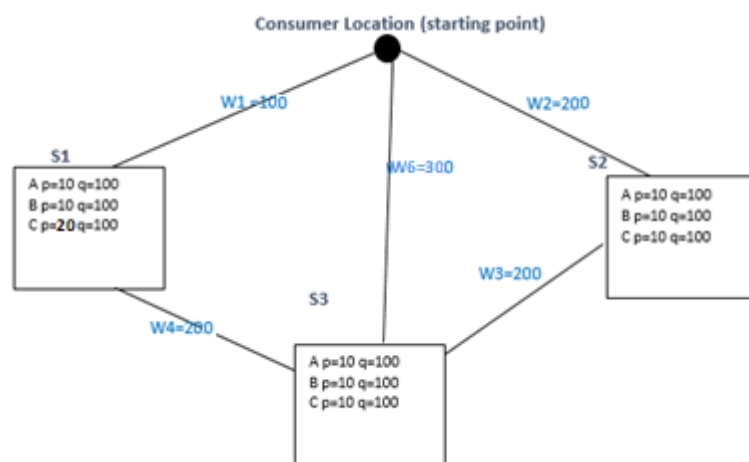 Consumer Location (starting point)
W1 =100
W2=200
S1
W6=300
S2
A p=10 q=100
B p=10 q=100
C p=20 q=100
A p=10 q=100
B p=10 q=100
C p=10 q=100
W3=200
S3
W4=200
A p=10 q=100
B p=10 q=100
C p=10 q=100